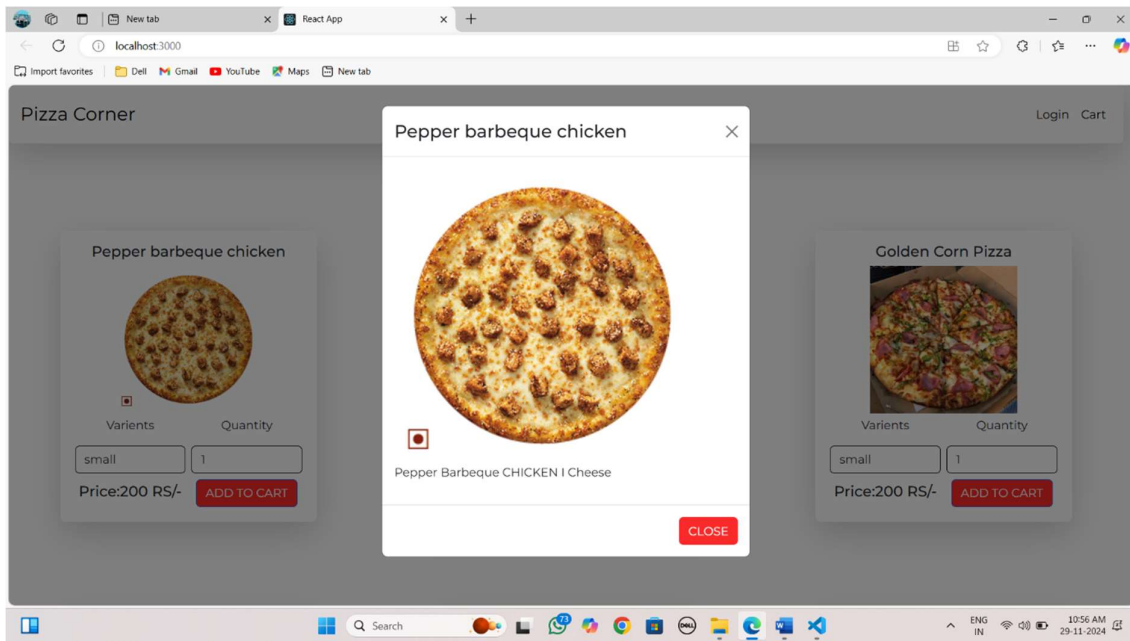 New tab
React App
localhost:3000
Import favorites Dell Gmail YouTube Maps New tab
Pizza Corner
Login Cart
Pepper barbeque chicken
Pepper Barbeque CHICKEN I Cheese
CLOSE
Pepper barbeque chicken
Varients Quantity
small 1
Price:200 RS/- ADD TO CART
Golden Corn Pizza
Varients Quantity
small 1
Price:200 RS/- ADD TO CART
Search
73
DELL
ENG
IN
10:56 AM
29-11-2024